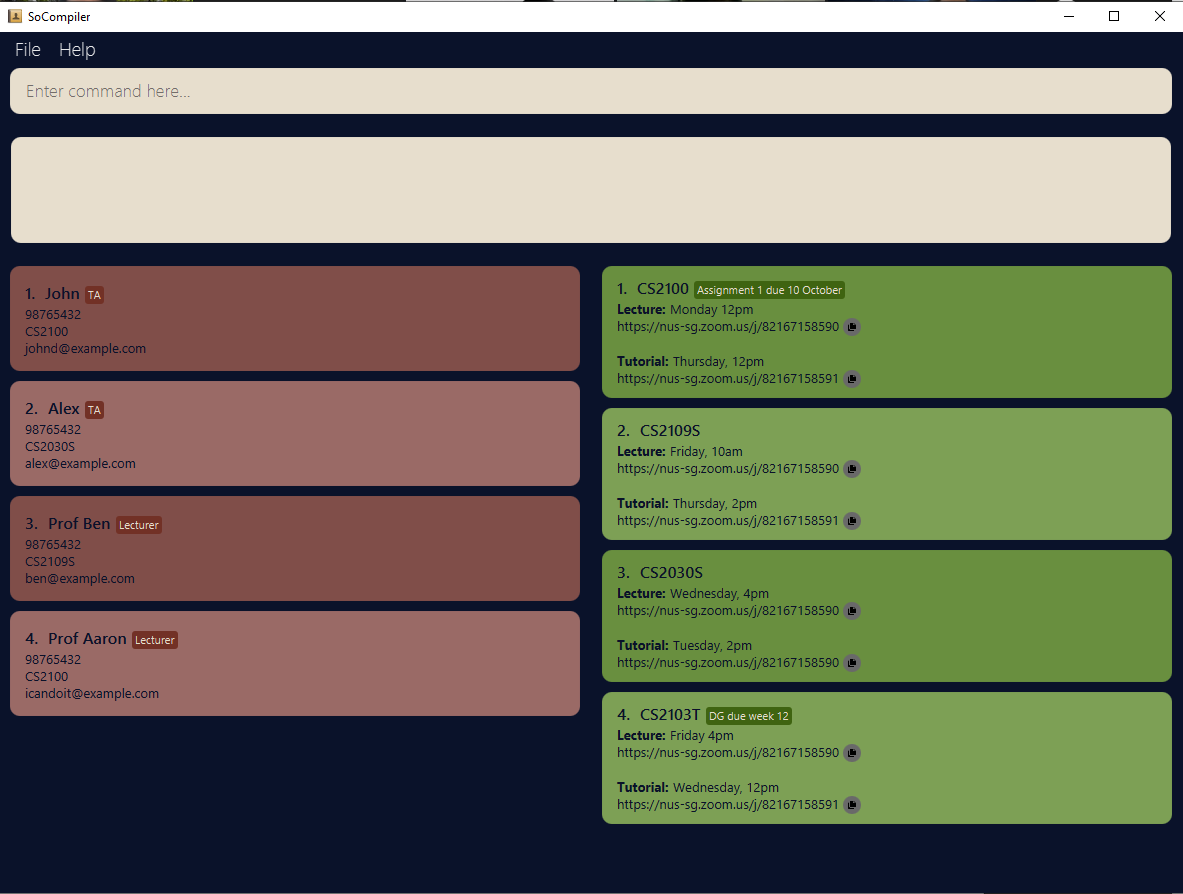 SoCompiler
File Help
Enter command here...
1. John TA
98765432
CS2100
johnd@example.com
2. Alex TA
98765432
CS2030S
alex@example.com
3. Prof Ben Lecturer
98765432
CS2109S
ben@example.com
4. Prof Aaron Lecturer
98765432
CS2100
icandoit@example.com
1. CS2100 Assignment 1 due 10 October
Lecture: Monday 12pm
https://nus-sg.zoom.us/j/82167158590
Tutorial: Thursday, 12pm
https://nus-sg.zoom.us/j/82167158591
2. CS2109S
Lecture: Friday, 10am
https://nus-sg.zoom.us/j/82167158590
Tutorial: Thursday, 2pm
https://nus-sg.zoom.us/j/82167158591
3. CS2030S
Lecture: Wednesday, 4pm
https://nus-sg.zoom.us/j/82167158590
Tutorial: Tuesday, 2pm
https://nus-sg.zoom.us/j/82167158590
4. CS2103T DG due week 12
Lecture: Friday 4pm
https://nus-sg.zoom.us/j/82167158590
Tutorial: Wednesday, 12pm
https://nus-sg.zoom.us/j/82167158591